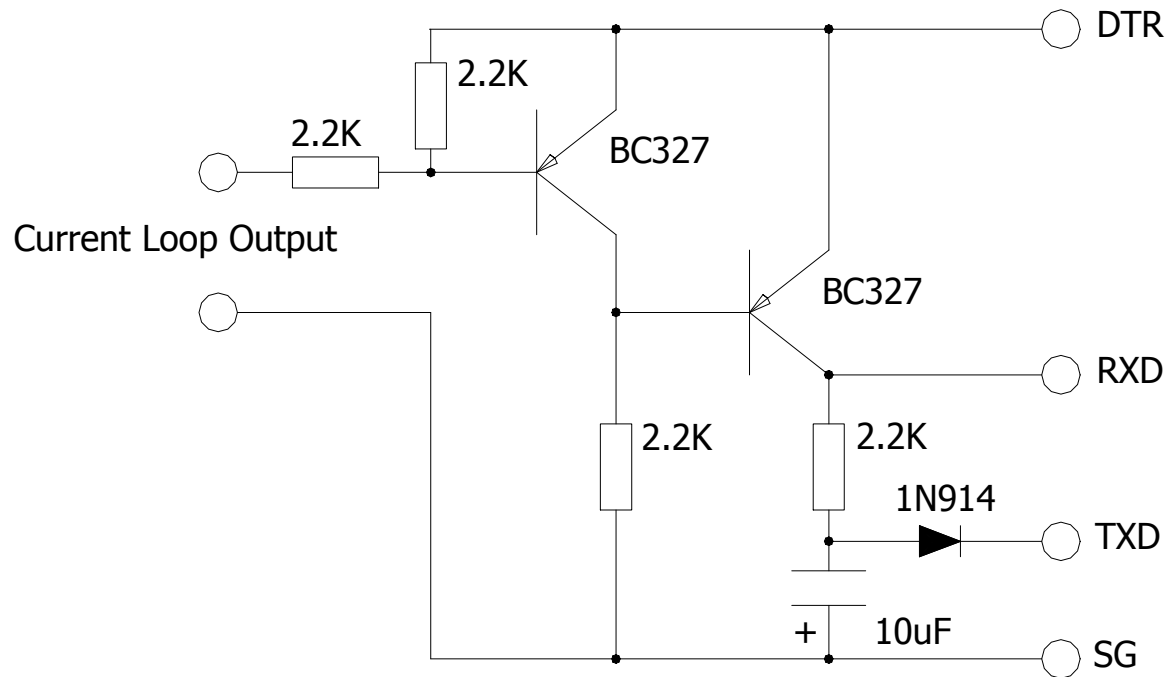 DTR
2.2K
2.2K
BC327
Current Loop Output
BC327
RXD
2.2K
2.2K
1N914
TXD
+
10uF
SG